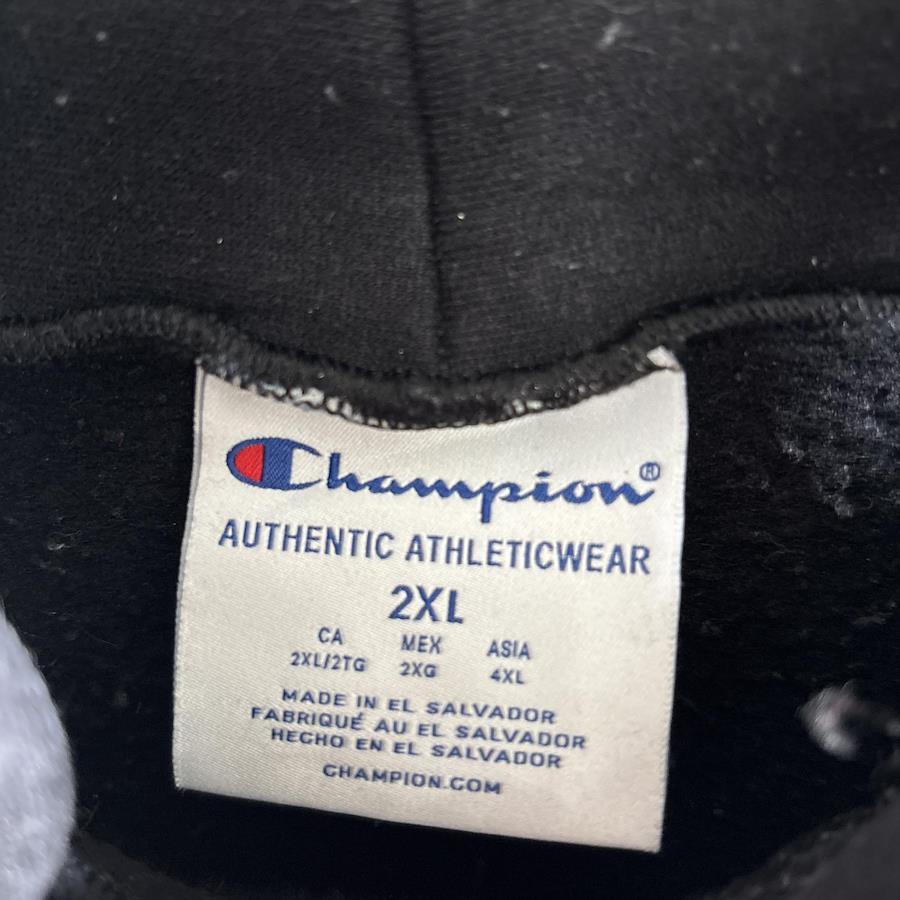 Champion®
AUTHENTIC ATHLETICWEAR
2XL
CA MEX ASIA
2XL/2TG 2XG 4XL
MADE IN EL SALVADOR
FABRIQUÉ AU EL SALVADOR
HECHO EN EL SALVADOR
CHAMPION.COM